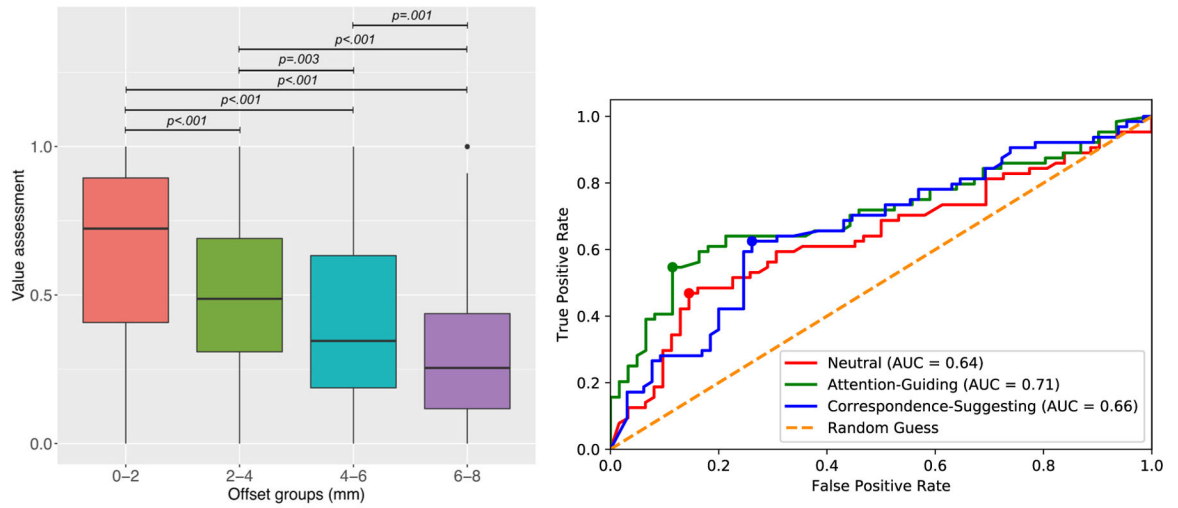 p=.001
p<.001
p=.003
p<.001
p<.001
p<.001
Value assessment
1.0
0.5
0.0
0–2 2–4 4–6 6–8
Offset groups (mm)
True Positive Rate
1.0
0.8
0.6
0.4
0.2
0.0
Neutral (AUC = 0.64)
Attention-Guiding (AUC = 0.71)
Correspondence-Suggesting (AUC = 0.66)
Random Guess
0.0 0.2 0.4 0.6 0.8 1.0
False Positive Rate